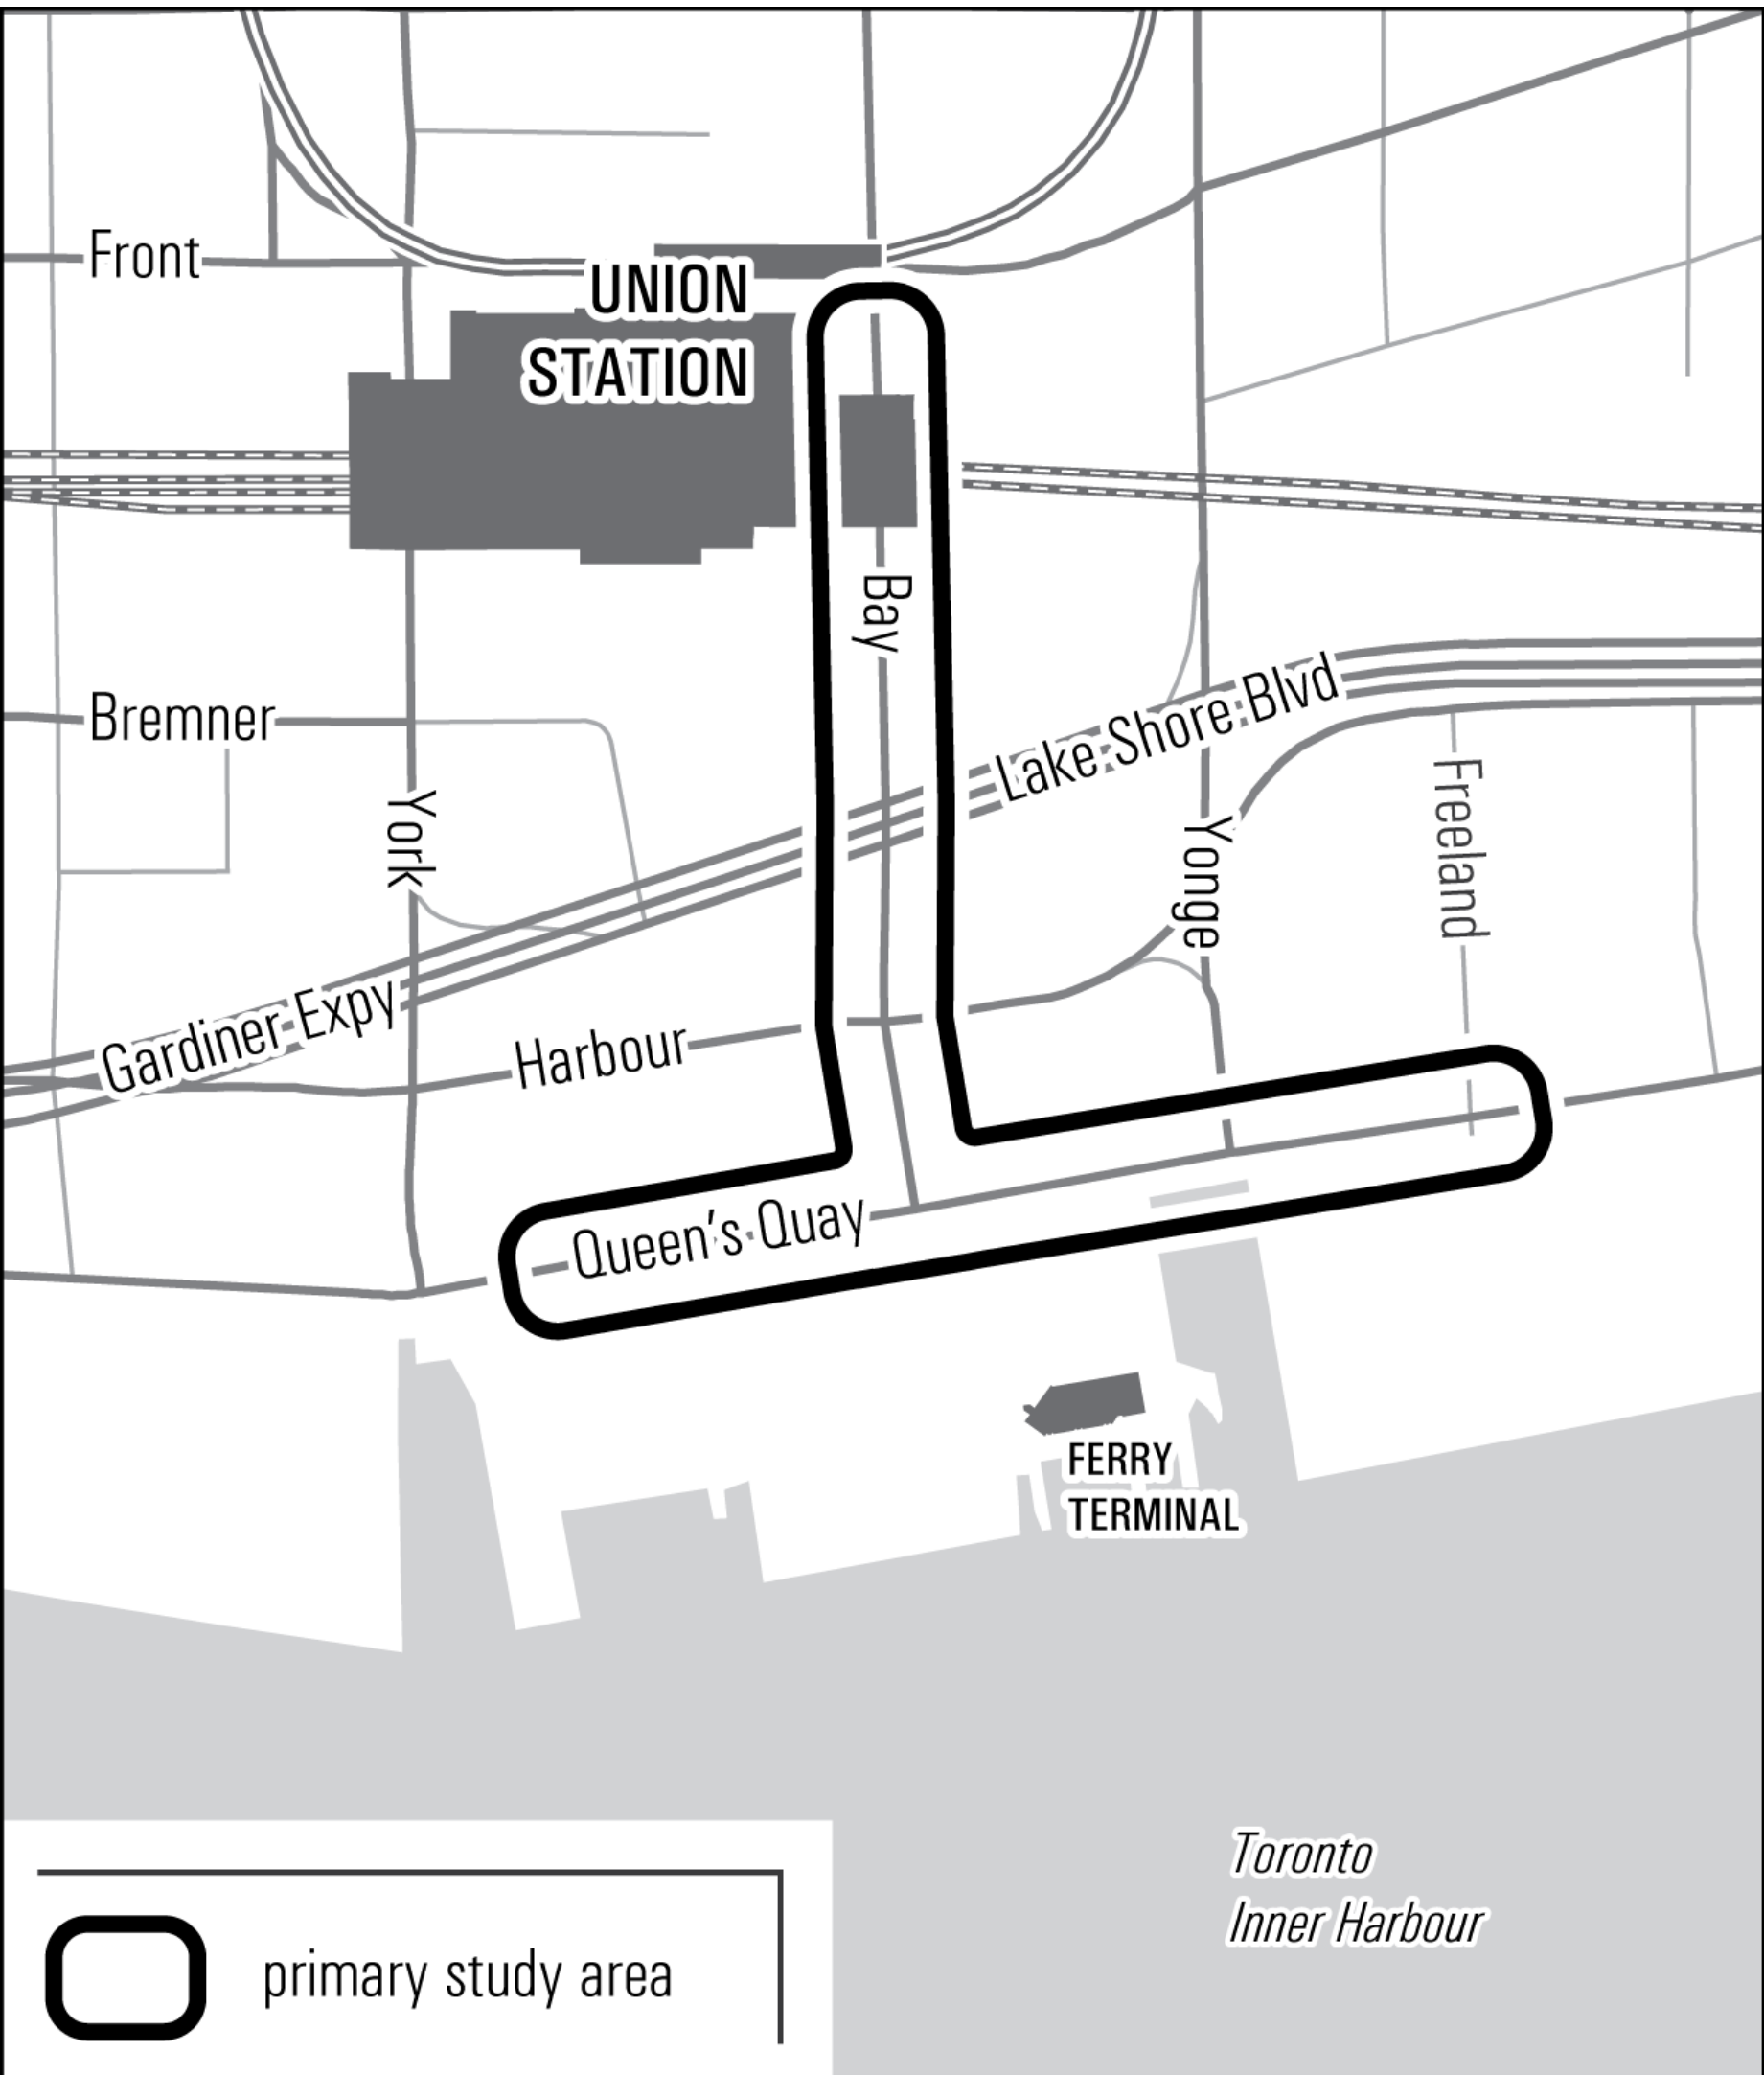 Front
UNION
STATION
Bay
Bremner
Lake Shore Blvd
York
Yonge
Freeland
Gardiner Expy
Harbour
Queen's Quay
FERRY
TERMINAL
Toronto
Inner Harbour
primary study area